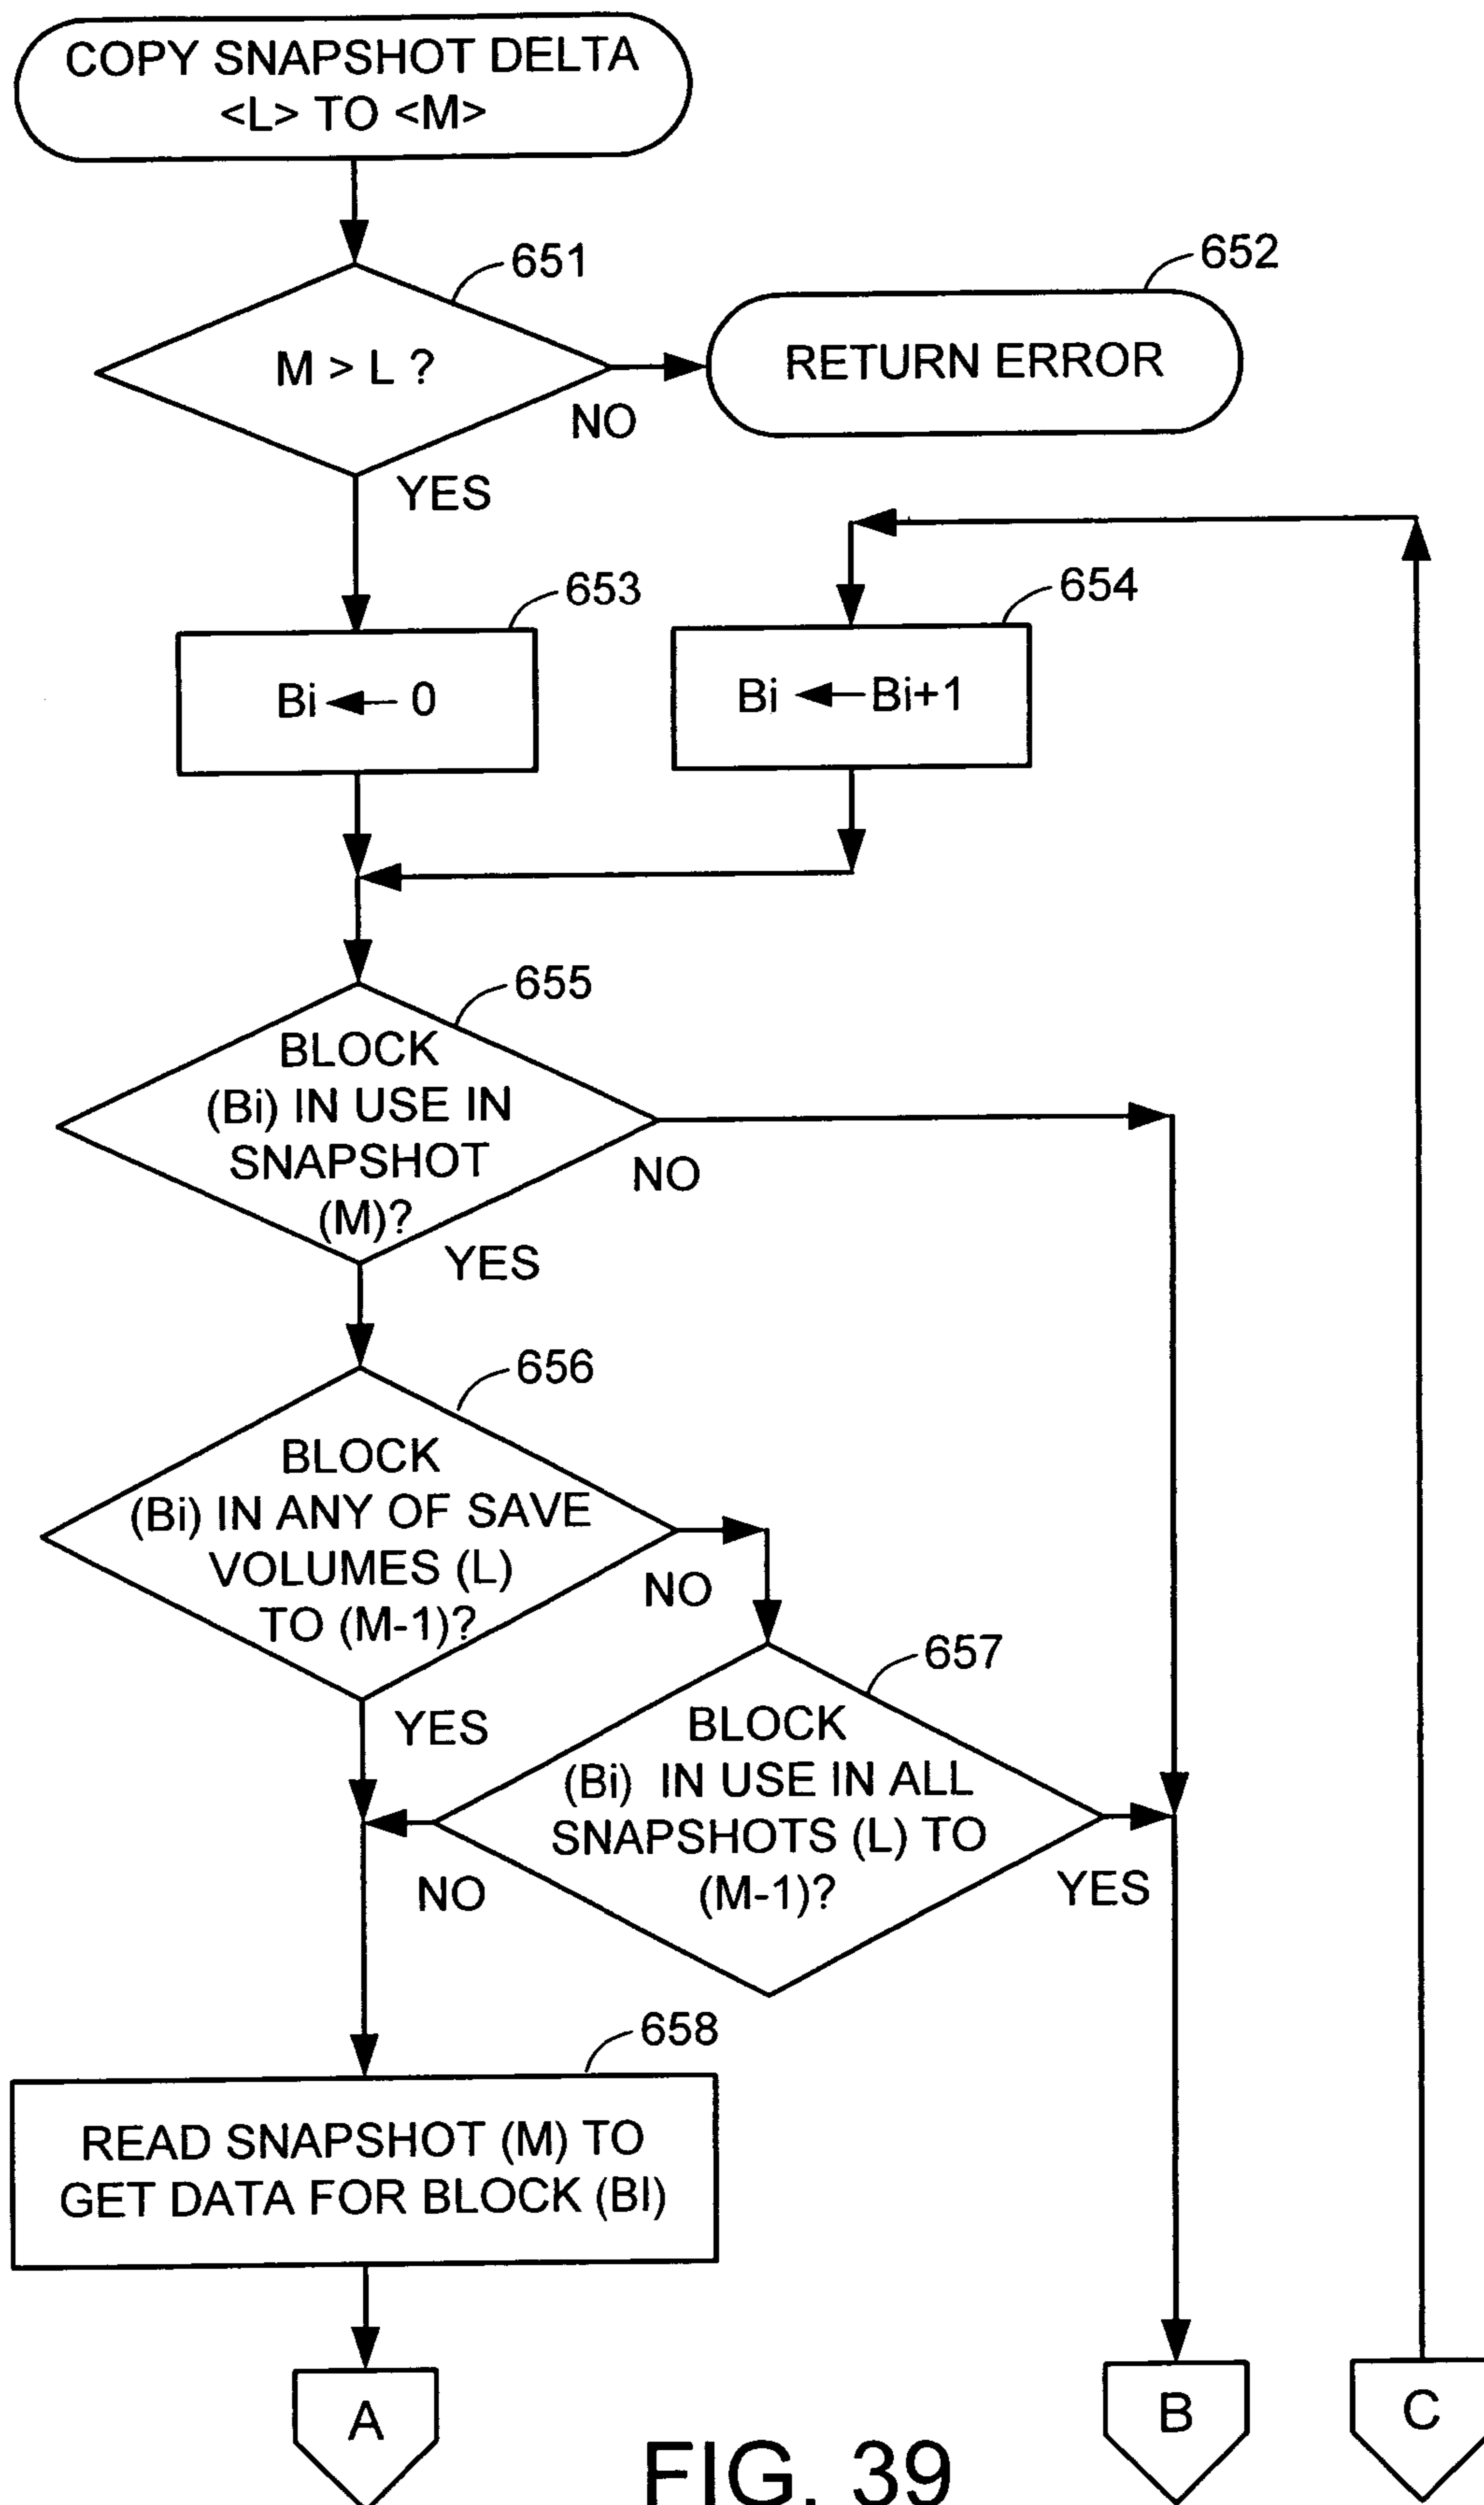 COPY SNAPSHOT DELTA
<L> TO <M>
651
M > L ?
NO
YES
652
RETURN ERROR
653
Bi ← 0
654
Bi ← Bi+1
655
BLOCK
(Bi) IN USE IN
SNAPSHOT
(M)?
NO
YES
656
BLOCK
(Bi) IN ANY OF SAVE
VOLUMES (L)
TO (M-1)?
NO
YES
657
BLOCK
(Bi) IN USE IN ALL
SNAPSHOTS (L) TO
(M-1)?
NO
YES
658
READ SNAPSHOT (M) TO
GET DATA FOR BLOCK (BI)
A
B
C
FIG. 39